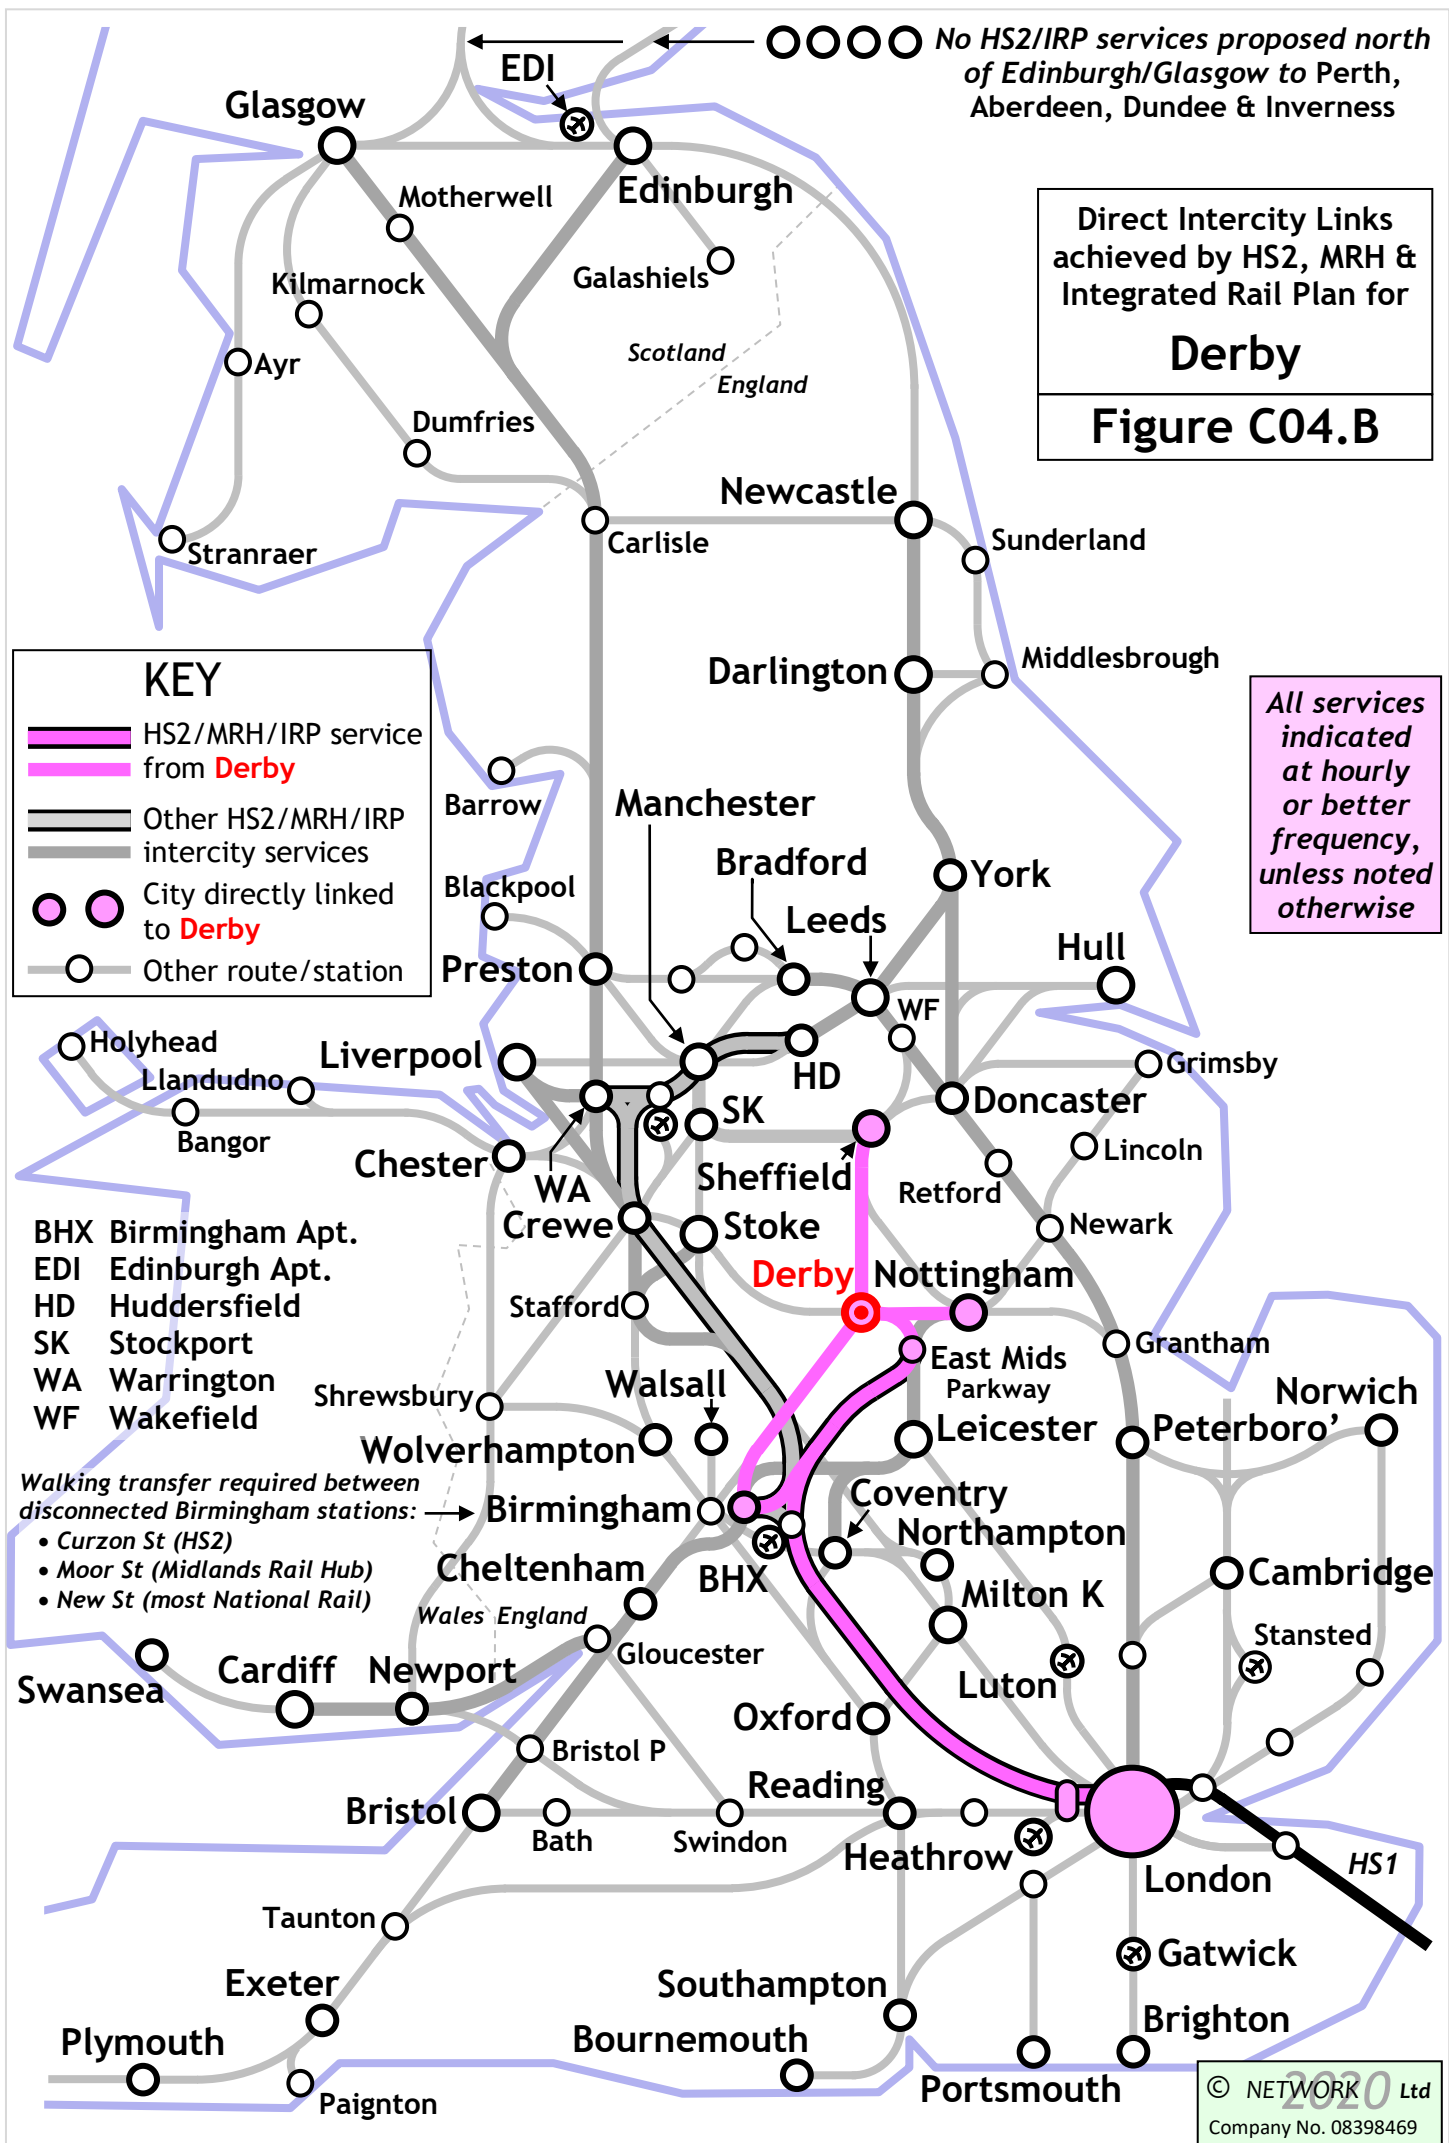 No HS2/IRP services proposed north
of Edinburgh/Glasgow to Perth,
Aberdeen, Dundee & Inverness
EDI
Glasgow
Edinburgh
Motherwell
Galashiels
Kilmarnock
Ayr
Scotland
England
Dumfries
Direct Intercity Links
achieved by HS2, MRH &
Integrated Rail Plan for
Derby
Figure C04.B
Newcastle
Carlisle
Sunderland
Stranraer
Darlington
Middlesbrough
KEY
HS2/MRH/IRP service
from Derby
Other HS2/MRH/IRP
intercity services
City directly linked
to Derby
Other route/station
All services
indicated
at hourly
or better
frequency,
unless noted
otherwise
Barrow
Manchester
Bradford
York
Blackpool
Leeds
Hull
Preston
WF
Holyhead
Liverpool
HD
Grimsby
Llandudno
SK
Doncaster
Bangor
Lincoln
Chester
Sheffield
Retford
WA
Crewe
Stoke
Newark
BHX Birmingham Apt.
EDI Edinburgh Apt.
HD Huddersfield
SK Stockport
WA Warrington
WF Wakefield
Derby
Nottingham
Stafford
Grantham
East Mids
Parkway
Walsall
Shrewsbury
Norwich
Wolverhampton
Leicester
Peterboro’
Walking transfer required between
disconnected Birmingham stations:
• Curzon St (HS2)
• Moor St (Midlands Rail Hub)
• New St (most National Rail)
Birmingham
Coventry
Northampton
Cheltenham
BHX
Milton K
Cambridge
Wales England
Gloucester
Stansted
Swansea
Cardiff
Newport
Luton
Oxford
Bristol P
Reading
Bristol
Bath
Swindon
Heathrow
London
HS1
Taunton
Gatwick
Exeter
Southampton
Brighton
Plymouth
Bournemouth
Paignton
Portsmouth
© NETWORK 2020 Ltd
Company No. 08398469